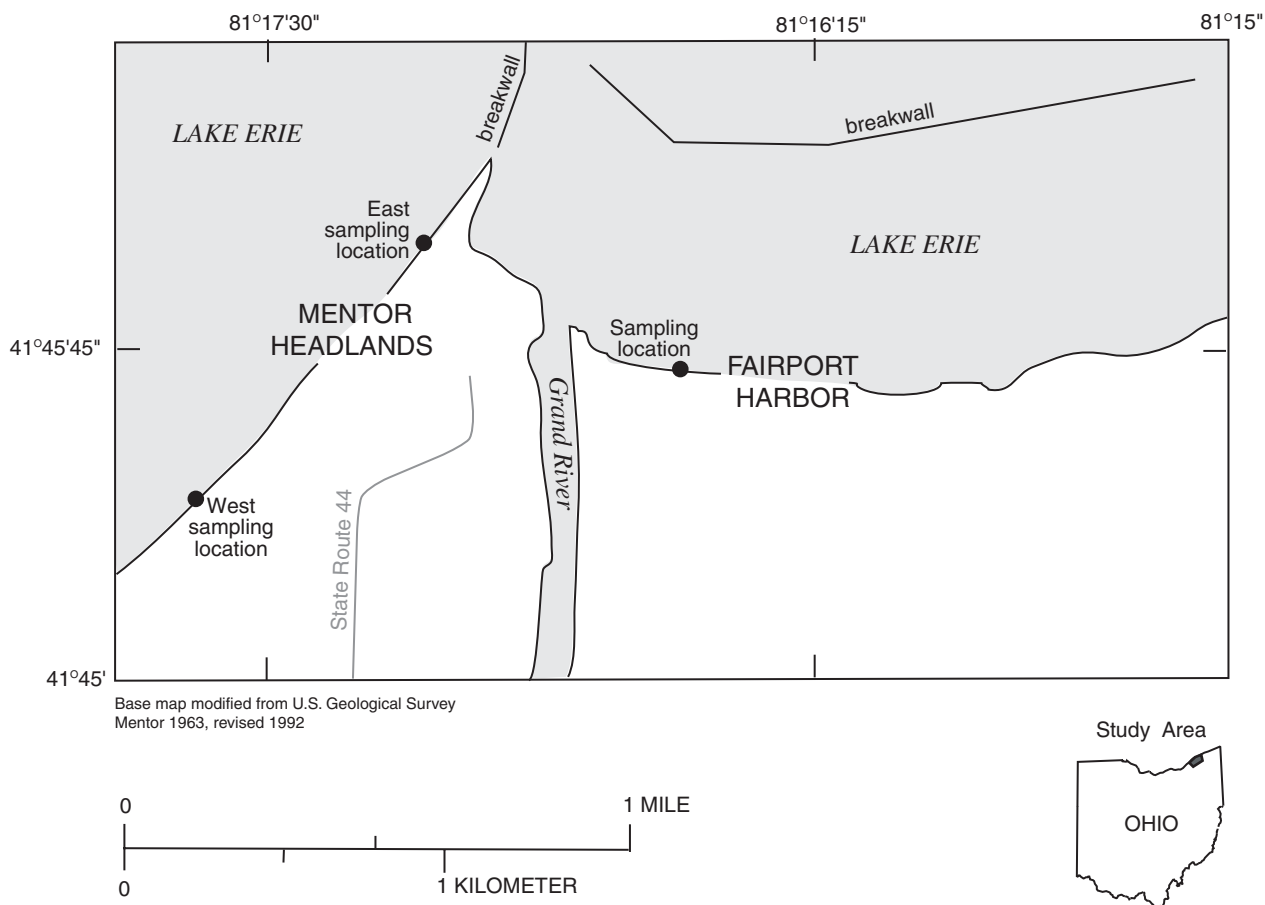 81°17'30"
81°16'15"
81°15"
LAKE ERIE
breakwall
breakwall
East
sampling
location
LAKE ERIE
MENTOR
HEADLANDS
41°45'45"
Sampling
location
FAIRPORT
HARBOR
Grand River
West
sampling
location
State Route 44
41°45'
Base map modified from U.S. Geological Survey
Mentor 1963, revised 1992
Study Area
OHIO
0
1 MILE
0
1 KILOMETER